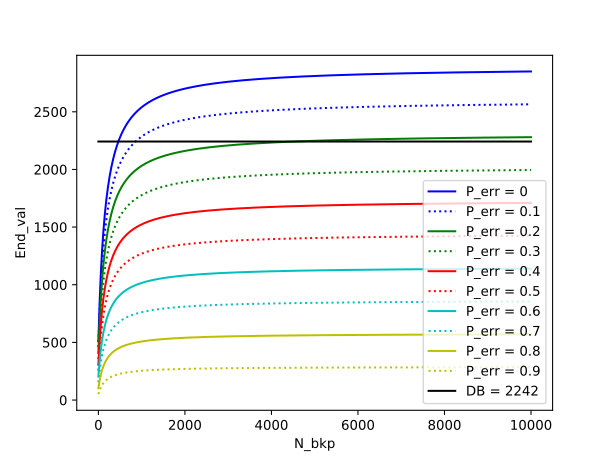 2500
2000
1500
1000
500
0
End_val
0
2000
4000
6000
8000
10000
N_bkp
P_err = 0
P_err = 0.1
P_err = 0.2
P_err = 0.3
P_err = 0.4
P_err = 0.5
P_err = 0.6
P_err = 0.7
P_err = 0.8
P_err = 0.9
DB = 2242